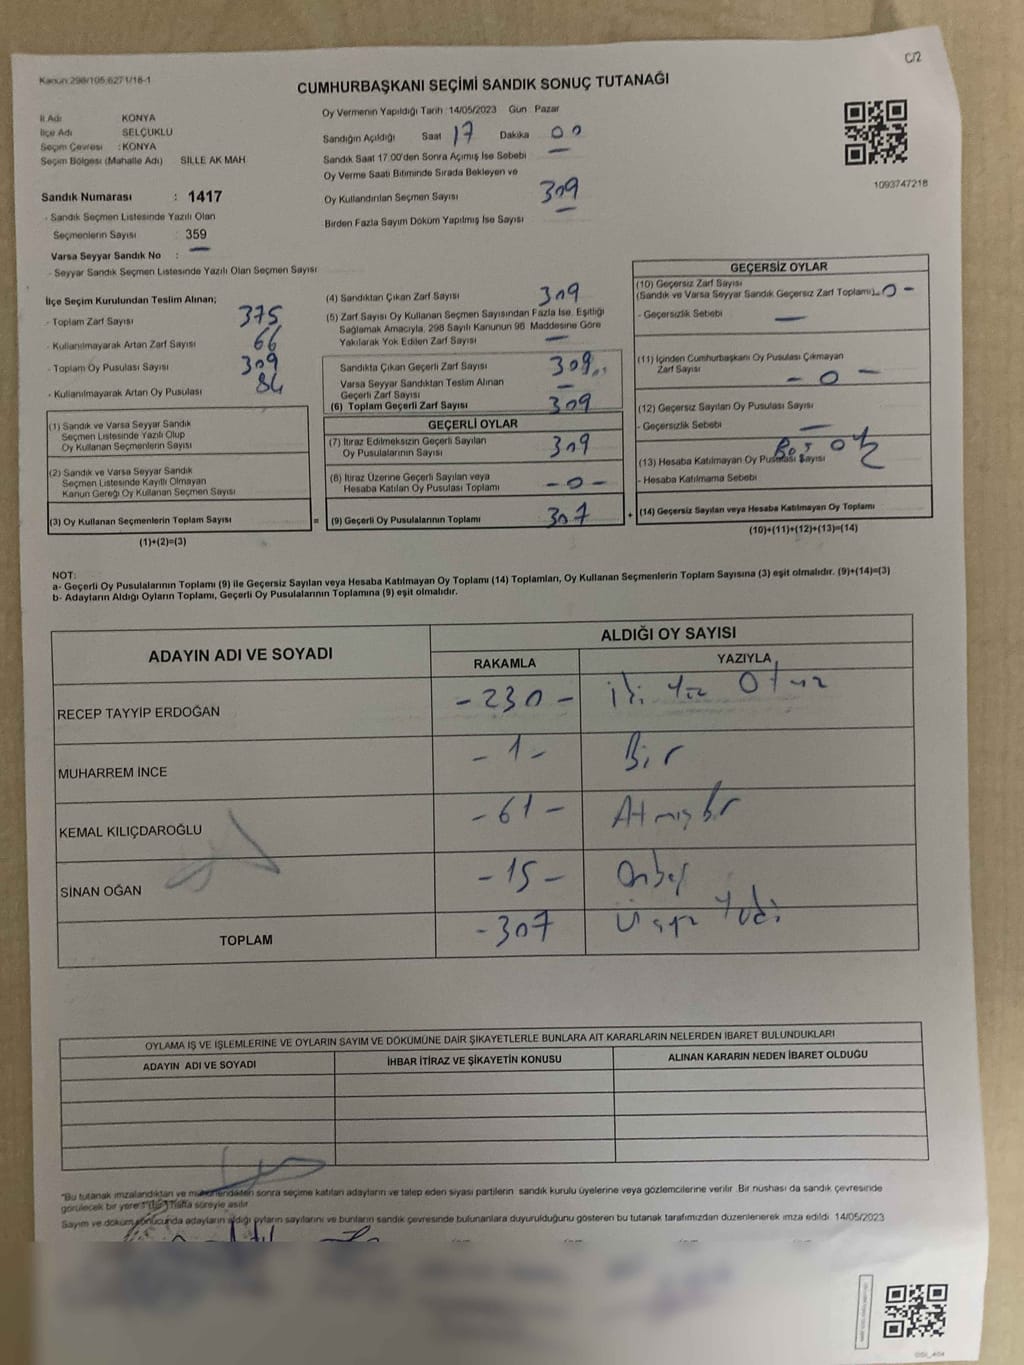 Kanun:298/105,6271/18-1
C/2
CUMHURBAŞKANI SEÇİMİ SANDIK SONUÇ TUTANAĞI
İl Adı KONYA
İlçe Adı SELÇUKLU
Seçim Çevresi : KONYA
Seçim Bölgesi (Mahalle Adı) SILLE AK MAH
Sandık Numarası : 1417
- Sandık Seçmen Listesinde Yazılı Olan
Seçmenlerin Sayısı 359
Varsa Seyyar Sandık No : —
- Seyyar Sandık Seçmen Listesinde Yazılı Olan Seçmen Sayısı
Oy Vermenin Yapıldığı Tarih :14/05/2023 Gün : Pazar
Sandığın Açıldığı Saat 17 Dakika 00
Sandık Saat 17:00'den Sonra Açımış İse Sebebi —
Oy Verme Saati Bitiminde Sırada Bekleyen ve
Oy Kullandırılan Seçmen Sayısı 309
Birden Fazla Sayım Döküm Yapılmış İse Sayısı —
1093747218
İlçe Seçim Kurulundan Teslim Alınan;
- Toplam Zarf Sayısı 375
- Kullanılmayarak Artan Zarf Sayısı 66
- Toplam Oy Pusulası Sayısı 309
- Kullanılmayarak Artan Oy Pusulası
(1) Sandık ve Varsa Seyyar Sandık
Seçmen Listesinde Yazılı Olup
Oy Kullanan Seçmenlerin Sayısı
(2) Sandık ve Varsa Seyyar Sandık
Seçmen Listesinde Kayıtlı Olmayan
Kanun Gereği Oy Kullanan Seçmen Sayısı
(3) Oy Kullanan Seçmenlerin Toplam Sayısı
(1)+(2)=(3)
=
(4) Sandıktan Çıkan Zarf Sayısı 309
(5) Zarf Sayısı Oy Kullanan Seçmen Sayısından Fazla İse, Eşitliği
Sağlamak Amacıyla, 298 Sayılı Kanunun 98. Maddesine Göre
Yakılarak Yok Edilen Zarf Sayısı —
Sandıkta Çıkan Geçerli Zarf Sayısı 309
Varsa Seyyar Sandıktan Teslim Alınan
Geçerli Zarf Sayısı —
(6) Toplam Geçerli Zarf Sayısı 309
GEÇERLİ OYLAR
(7) İtiraz Edilmeksizin Geçerli Sayılan
Oy Pusulalarının Sayısı 309
(8) İtiraz Üzerine Geçerli Sayılan veya
Hesaba Katılan Oy Pusulası Toplamı -0-
(9) Geçerli Oy Pusulalarının Toplamı 307
+
GEÇERSİZ OYLAR
(10) Geçersiz Zarf Sayısı
(Sandık ve Varsa Seyyar Sandık Geçersiz Zarf Toplamı) -0-
- Geçersizlik Sebebi —
(11) İçinden Cumhurbaşkanı Oy Pusulası Çıkmayan
Zarf Sayısı -0-
(12) Geçersiz Sayılan Oy Pusulası Sayısı
- Geçersizlik Sebebi —
Boş oy 2
(13) Hesaba Katılmayan Oy Pusulası Sayısı
- Hesaba Katılmama Sebebi
(14) Geçersiz Sayılan veya Hesaba Katılmayan Oy Toplamı
(10)+(11)+(12)+(13)=(14)
NOT:
a- Geçerli Oy Pusulalarının Toplamı (9) ile Geçersiz Sayılan veya Hesaba Katılmayan Oy Toplamı (14) Toplamları, Oy Kullanan Seçmenlerin Toplam Sayısına (3) eşit olmalıdır. (9)+(14)=(3)
b- Adayların Aldığı Oyların Toplamı, Geçerli Oy Pusulalarının Toplamına (9) eşit olmalıdır.
ADAYIN ADI VE SOYADI ALDIĞI OY SAYISI
RAKAMLA YAZIYLA
RECEP TAYYİP ERDOĞAN -230- iki yüz Otuz
MUHARREM İNCE -1- Bir
KEMAL KILIÇDAROĞLU -61- Atmışbir
SİNAN OĞAN -15- Onbeş
TOPLAM -307 Üçyüz Yedi
OYLAMA İŞ VE İŞLEMLERİNE VE OYLARIN SAYIM VE DÖKÜMÜNE DAİR ŞİKAYETLERLE BUNLARA AİT KARARLARIN NELERDEN İBARET BULUNDUKLARI
ADAYIN ADI VE SOYADI İHBAR İTİRAZ VE ŞİKAYETİN KONUSU ALINAN KARARIN NEDEN İBARET OLDUĞU
"Bu tutanak imzalandıktan ve mühürlendikten sonra seçime katılan adayların ve talep eden siyasi partilerin sandık kurulu üyelerine veya gözlemcilerine verilir. Bir nüshası da sandık çevresinde
görülecek bir yere 1 (bir) hafta süreyle asılır.
Sayım ve döküm sonucunda adayların aldığı oyların sayılarını ve bunların sandık çevresinde bulunanlara duyurulduğunu gösteren bu tutanak tarafımızdan düzenlenerek imza edildi. 14/05/2023